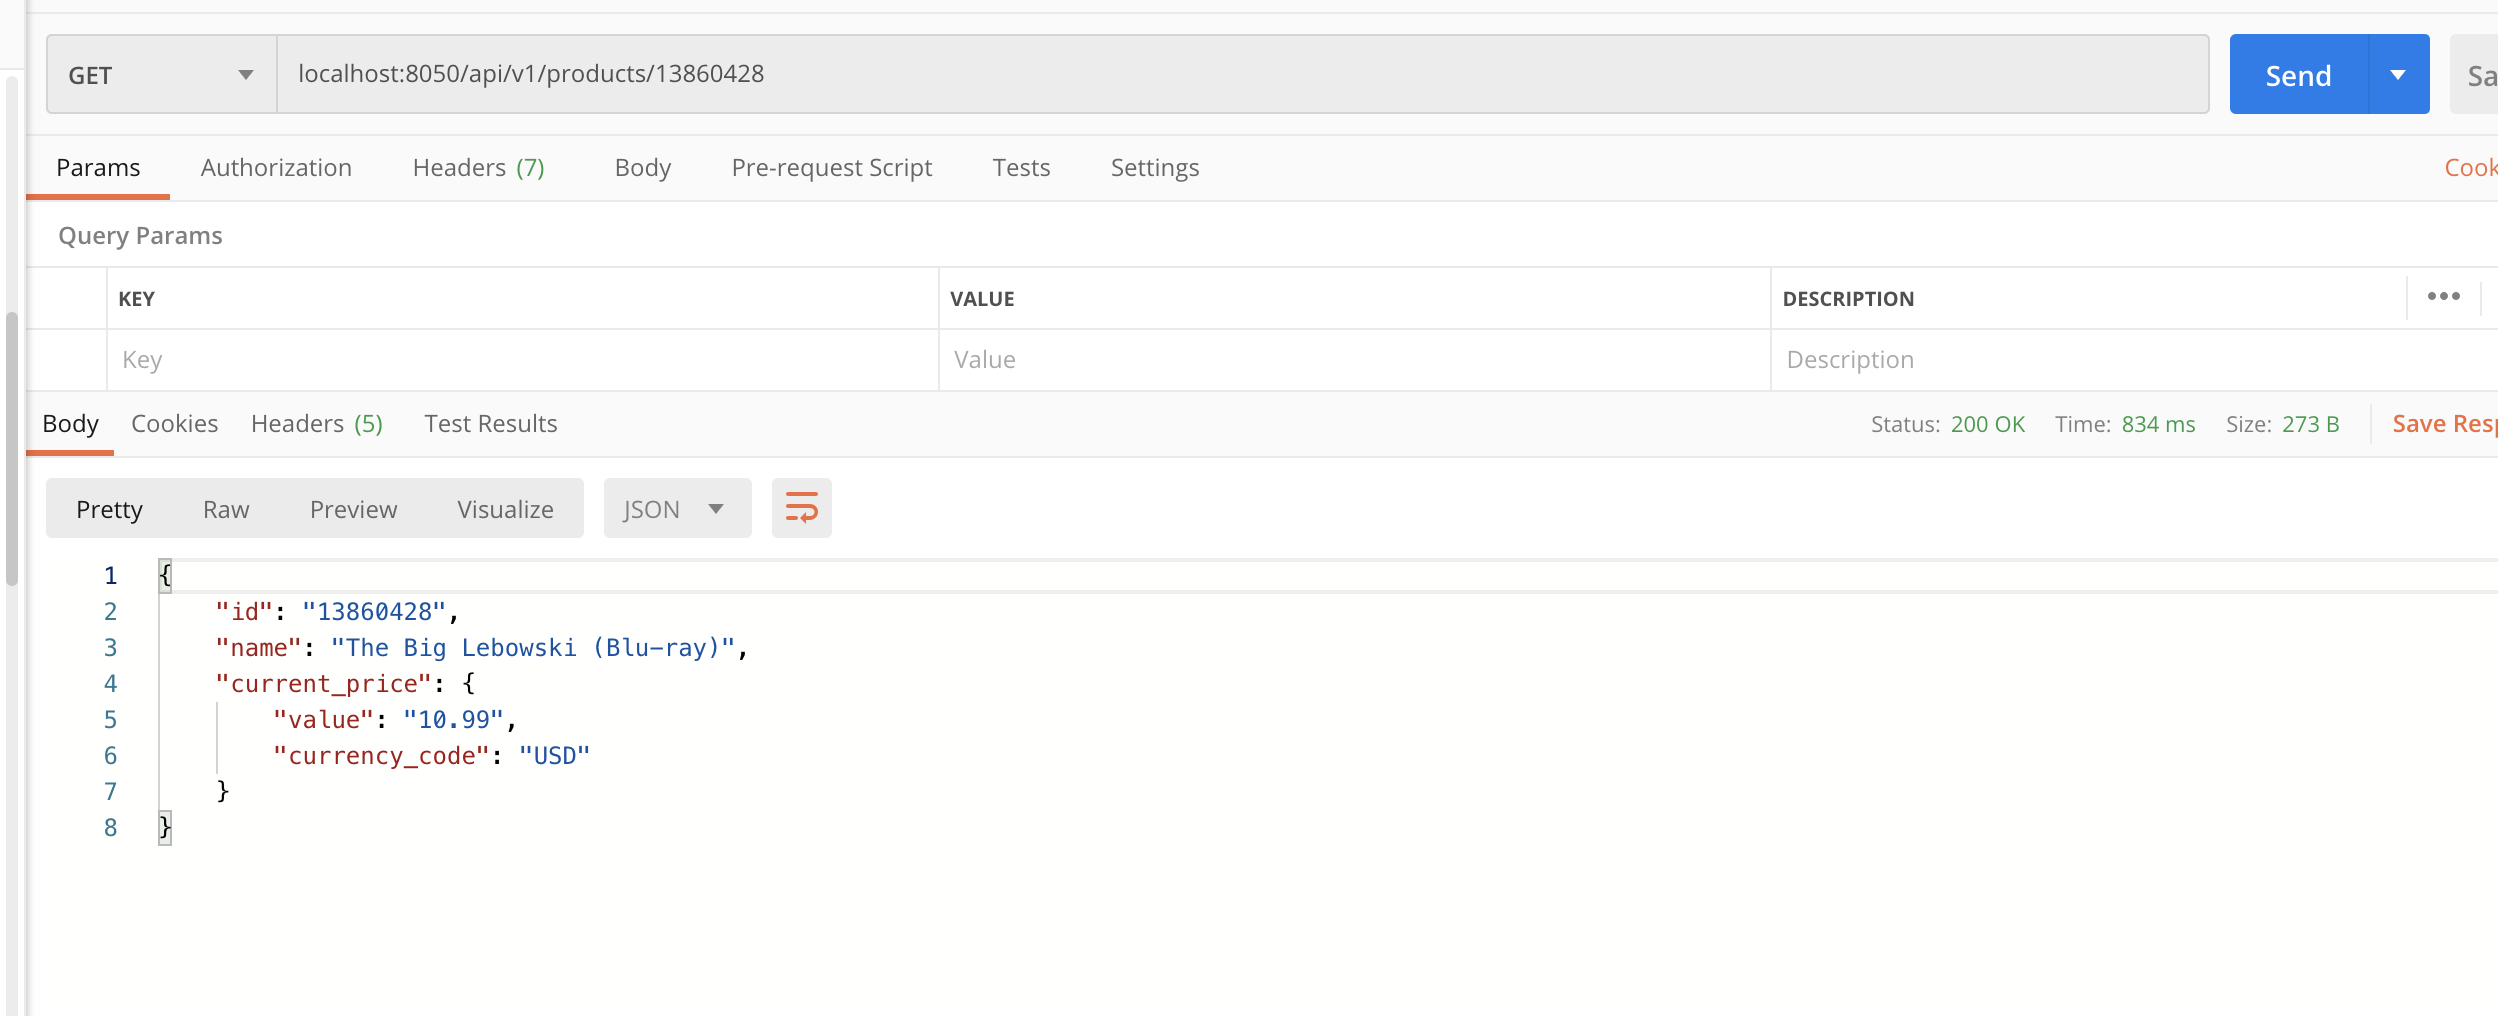 GET localhost:8050/api/v1/products/13860428 Send Sa
Params Authorization Headers (7) Body Pre-request Script Tests Settings Cook
Query Params
KEY VALUE DESCRIPTION
Key Value Description
Body Cookies Headers (5) Test Results Status: 200 OK Time: 834 ms Size: 273 B Save Resp
Pretty Raw Preview Visualize JSON
1 {
2 "id": "13860428",
3 "name": "The Big Lebowski (Blu-ray)",
4 "current_price": {
5 "value": "10.99",
6 "currency_code": "USD"
7 }
8 }